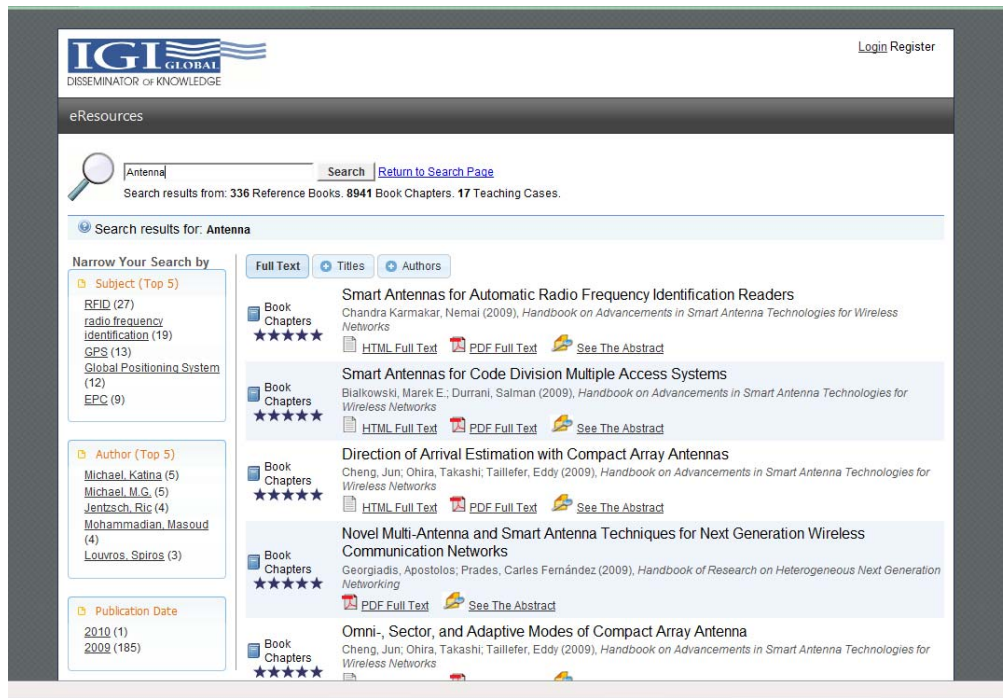 IGI GLOBAL
DISSEMINATOR OF KNOWLEDGE
Login Register
eResources
Antenna
Search Return to Search Page
Search results from: 336 Reference Books. 8941 Book Chapters. 17 Teaching Cases.
Search results for: Antenna
Narrow Your Search by
Subject (Top 5)
RFID (27)
radio frequency
identification (19)
GPS (13)
Global Positioning System
(12)
EPC (9)
Author (Top 5)
Michael, Katina (5)
Michael, M.G. (5)
Jentzsch, Ric (4)
Mohammadian, Masoud
(4)
Louvros, Spiros (3)
Publication Date
2010 (1)
2009 (185)
Full Text Titles Authors
Book
Chapters
Smart Antennas for Automatic Radio Frequency Identification Readers
Chandra Karmakar, Nemai (2009), Handbook on Advancements in Smart Antenna Technologies for Wireless
Networks
HTML Full Text PDF Full Text See The Abstract
Book
Chapters
Smart Antennas for Code Division Multiple Access Systems
Bialkowski, Marek E.; Durrani, Salman (2009), Handbook on Advancements in Smart Antenna Technologies for
Wireless Networks
HTML Full Text PDF Full Text See The Abstract
Book
Chapters
Direction of Arrival Estimation with Compact Array Antennas
Cheng, Jun; Ohira, Takashi; Taillefer, Eddy (2009), Handbook on Advancements in Smart Antenna Technologies for
Wireless Networks
HTML Full Text PDF Full Text See The Abstract
Book
Chapters
Novel Multi-Antenna and Smart Antenna Techniques for Next Generation Wireless
Communication Networks
Georgiadis, Apostolos; Prades, Carles Fernández (2009), Handbook of Research on Heterogeneous Next Generation
Networking
PDF Full Text See The Abstract
Book
Chapters
Omni-, Sector, and Adaptive Modes of Compact Array Antenna
Cheng, Jun; Ohira, Takashi; Taillefer, Eddy (2009), Handbook on Advancements in Smart Antenna Technologies for
Wireless Networks